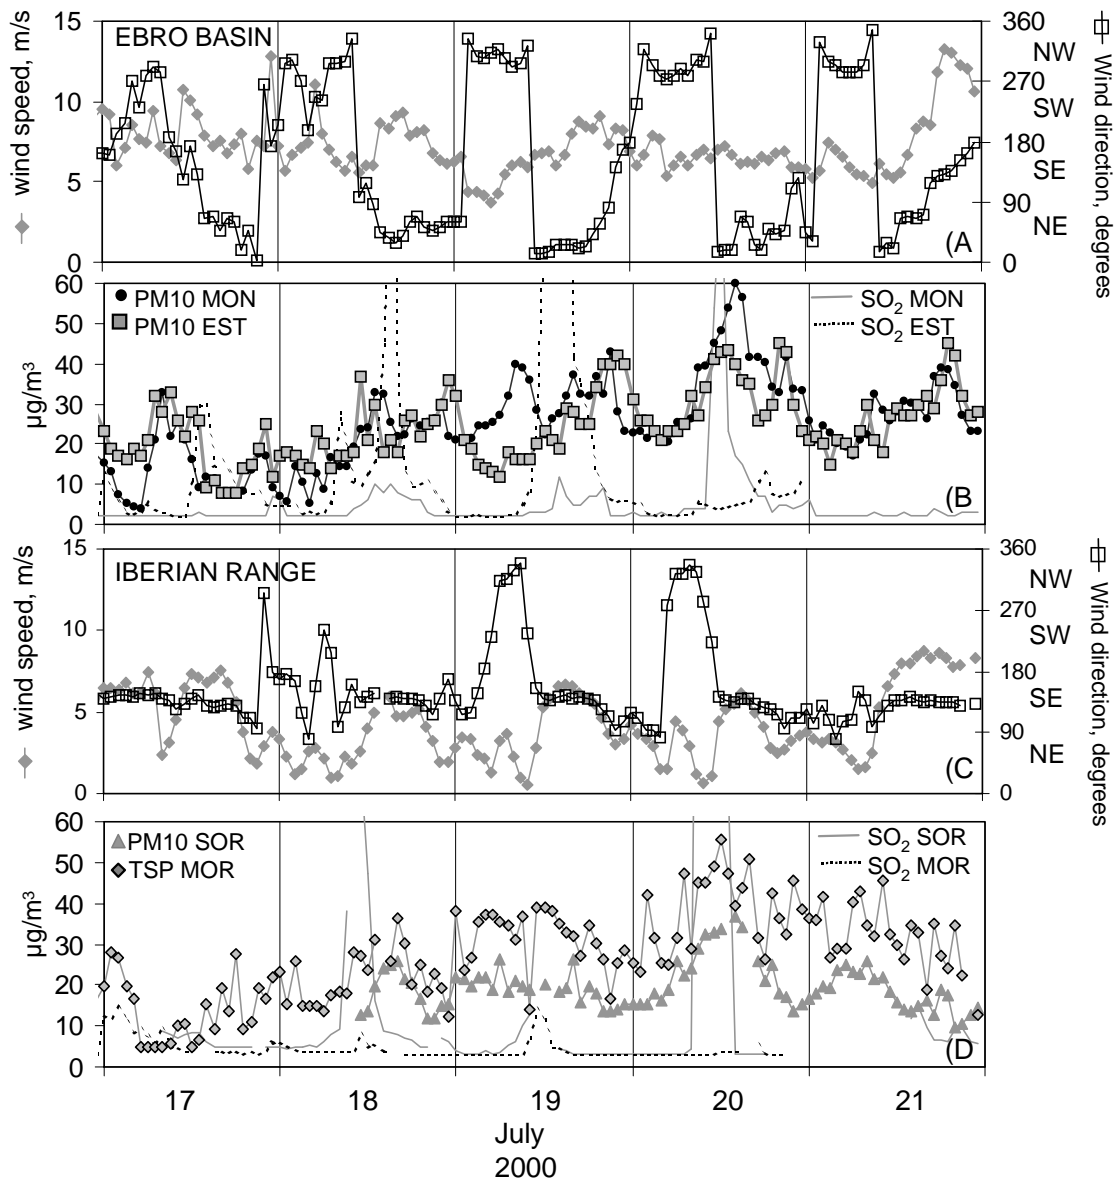 15
EBRO BASIN
360
NW
10
270
SW
180
5
SE
90
NE
0
0
(A
wind speed, m/s
Wind direction, degrees
60
PM10 MON
SO2 MON
PM10 EST
SO2 EST
50
40
30
20
10
0
µg/m³
(B
15
IBERIAN RANGE
360
NW
10
270
SW
180
5
SE
90
NE
0
0
(C
wind speed, m/s
Wind direction, degrees
60
PM10 SOR
SO2 SOR
TSP MOR
SO2 MOR
50
40
30
20
10
0
µg/m³
(D
17
18
19
20
21
July
2000